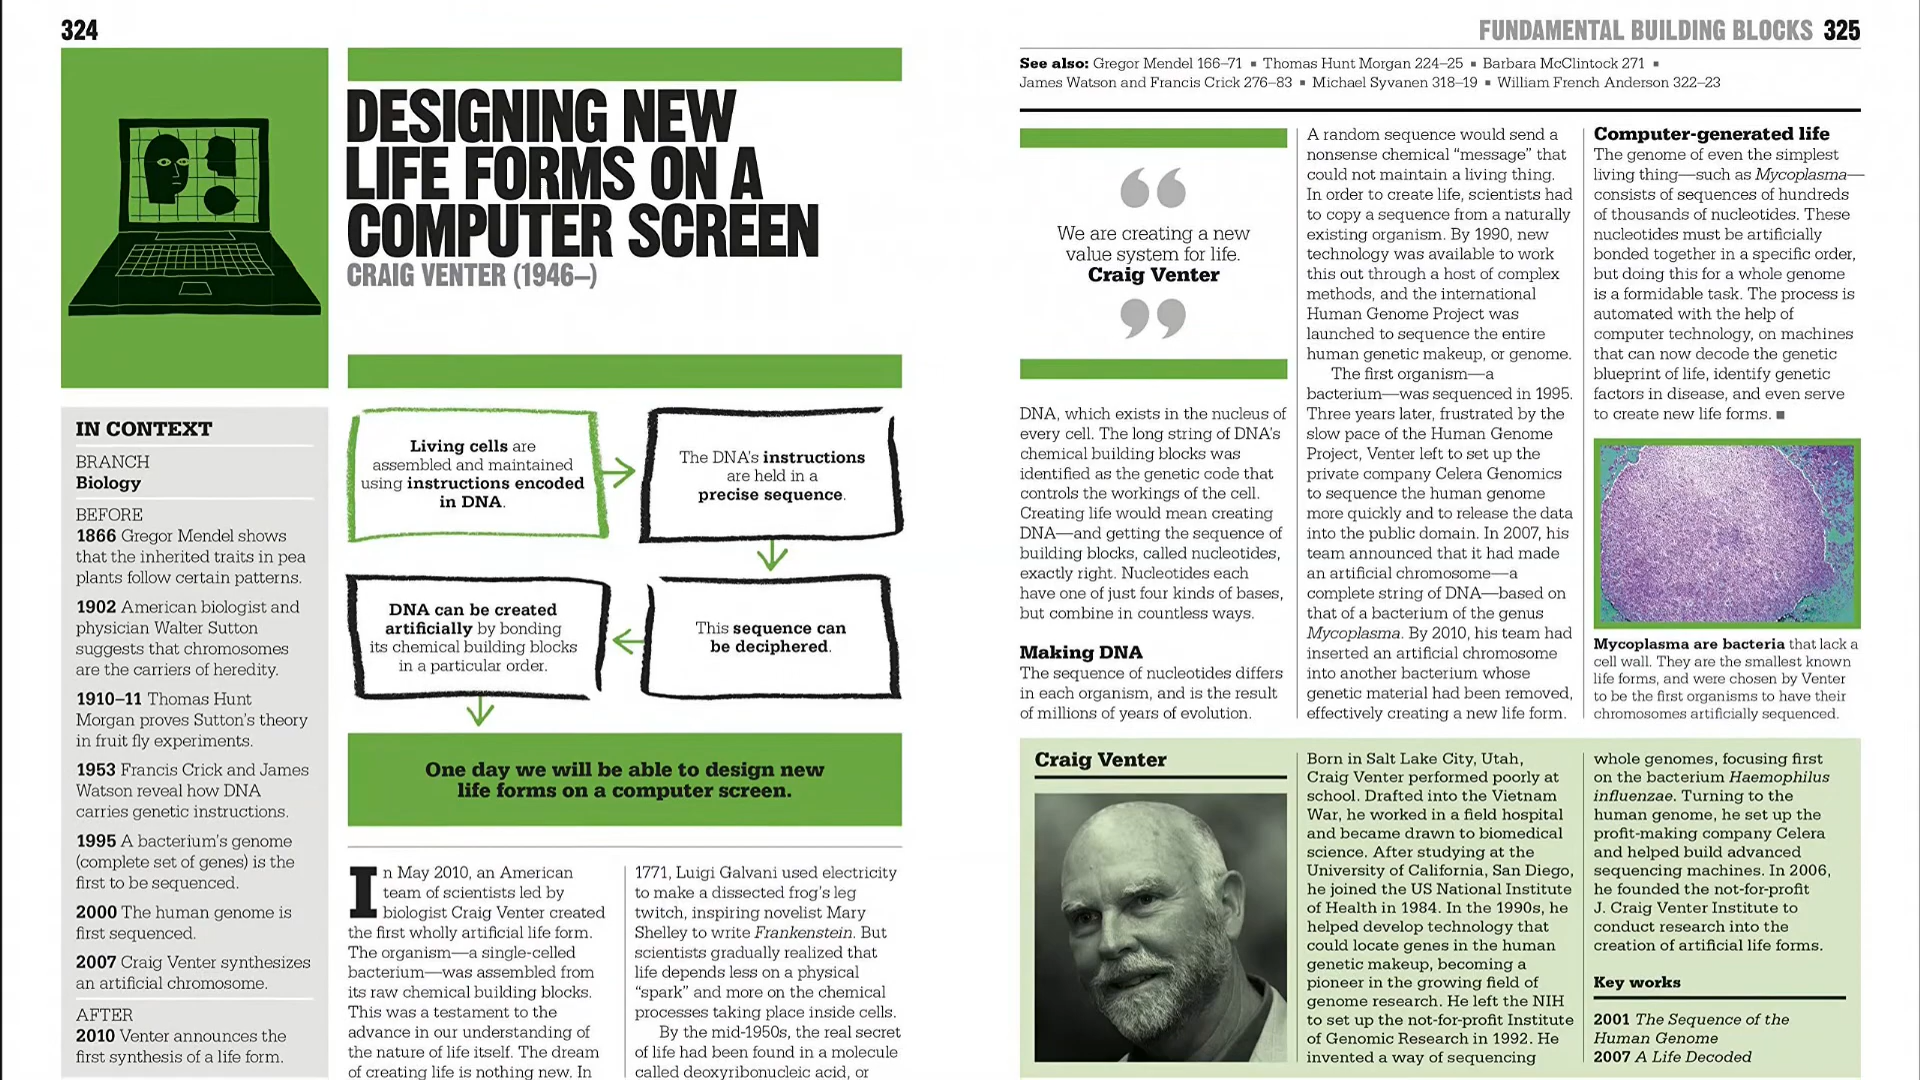 324
DESIGNING NEW
LIFE FORMS ON A
COMPUTER SCREEN
CRAIG VENTER (1946–)
IN CONTEXT
BRANCH
Biology
BEFORE
1866 Gregor Mendel shows
that the inherited traits in pea
plants follow certain patterns.
1902 American biologist and
physician Walter Sutton
suggests that chromosomes
are the carriers of heredity.
1910–11 Thomas Hunt
Morgan proves Sutton's theory
in fruit fly experiments.
1953 Francis Crick and James
Watson reveal how DNA
carries genetic instructions.
1995 A bacterium's genome
(complete set of genes) is the
first to be sequenced.
2000 The human genome is
first sequenced.
2007 Craig Venter synthesizes
an artificial chromosome.
AFTER
2010 Venter announces the
first synthesis of a life form.
Living cells are
assembled and maintained
using instructions encoded
in DNA.
The DNA's instructions
are held in a
precise sequence.
This sequence can
be deciphered.
DNA can be created
artificially by bonding
its chemical building blocks
in a particular order.
One day we will be able to design new
life forms on a computer screen.
In May 2010, an American
team of scientists led by
biologist Craig Venter created
the first wholly artificial life form.
The organism—a single-celled
bacterium—was assembled from
its raw chemical building blocks.
This was a testament to the
advance in our understanding of
the nature of life itself. The dream
of creating life is nothing new. In
1771, Luigi Galvani used electricity
to make a dissected frog's leg
twitch, inspiring novelist Mary
Shelley to write Frankenstein. But
scientists gradually realized that
life depends less on a physical
“spark” and more on the chemical
processes taking place inside cells.
By the mid-1950s, the real secret
of life had been found in a molecule
called deoxyribonucleic acid, or
FUNDAMENTAL BUILDING BLOCKS 325
See also: Gregor Mendel 166–71 ▪ Thomas Hunt Morgan 224–25 ▪ Barbara McClintock 271 ▪
James Watson and Francis Crick 276–83 ▪ Michael Syvanen 318–19 ▪ William French Anderson 322–23
“
We are creating a new
value system for life.
Craig Venter
”
DNA, which exists in the nucleus of
every cell. The long string of DNA's
chemical building blocks was
identified as the genetic code that
controls the workings of the cell.
Creating life would mean creating
DNA—and getting the sequence of
building blocks, called nucleotides,
exactly right. Nucleotides each
have one of just four kinds of bases,
but combine in countless ways.
Making DNA
The sequence of nucleotides differs
in each organism, and is the result
of millions of years of evolution.
A random sequence would send a
nonsense chemical “message” that
could not maintain a living thing.
In order to create life, scientists had
to copy a sequence from a naturally
existing organism. By 1990, new
technology was available to work
this out through a host of complex
methods, and the international
Human Genome Project was
launched to sequence the entire
human genetic makeup, or genome.
The first organism—a
bacterium—was sequenced in 1995.
Three years later, frustrated by the
slow pace of the Human Genome
Project, Venter left to set up the
private company Celera Genomics
to sequence the human genome
more quickly and to release the data
into the public domain. In 2007, his
team announced that it had made
an artificial chromosome—a
complete string of DNA—based on
that of a bacterium of the genus
Mycoplasma. By 2010, his team had
inserted an artificial chromosome
into another bacterium whose
genetic material had been removed,
effectively creating a new life form.
Computer-generated life
The genome of even the simplest
living thing—such as Mycoplasma—
consists of sequences of hundreds
of thousands of nucleotides. These
nucleotides must be artificially
bonded together in a specific order,
but doing this for a whole genome
is a formidable task. The process is
automated with the help of
computer technology, on machines
that can now decode the genetic
blueprint of life, identify genetic
factors in disease, and even serve
to create new life forms. ▪
Mycoplasma are bacteria that lack a
cell wall. They are the smallest known
life forms, and were chosen by Venter
to be the first organisms to have their
chromosomes artificially sequenced.
Craig Venter
Born in Salt Lake City, Utah,
Craig Venter performed poorly at
school. Drafted into the Vietnam
War, he worked in a field hospital
and became drawn to biomedical
science. After studying at the
University of California, San Diego,
he joined the US National Institute
of Health in 1984. In the 1990s, he
helped develop technology that
could locate genes in the human
genetic makeup, becoming a
pioneer in the growing field of
genome research. He left the NIH
to set up the not-for-profit Institute
of Genomic Research in 1992. He
invented a way of sequencing
whole genomes, focusing first
on the bacterium Haemophilus
influenzae. Turning to the
human genome, he set up the
profit-making company Celera
and helped build advanced
sequencing machines. In 2006,
he founded the not-for-profit
J. Craig Venter Institute to
conduct research into the
creation of artificial life forms.
Key works
2001 The Sequence of the
Human Genome
2007 A Life Decoded